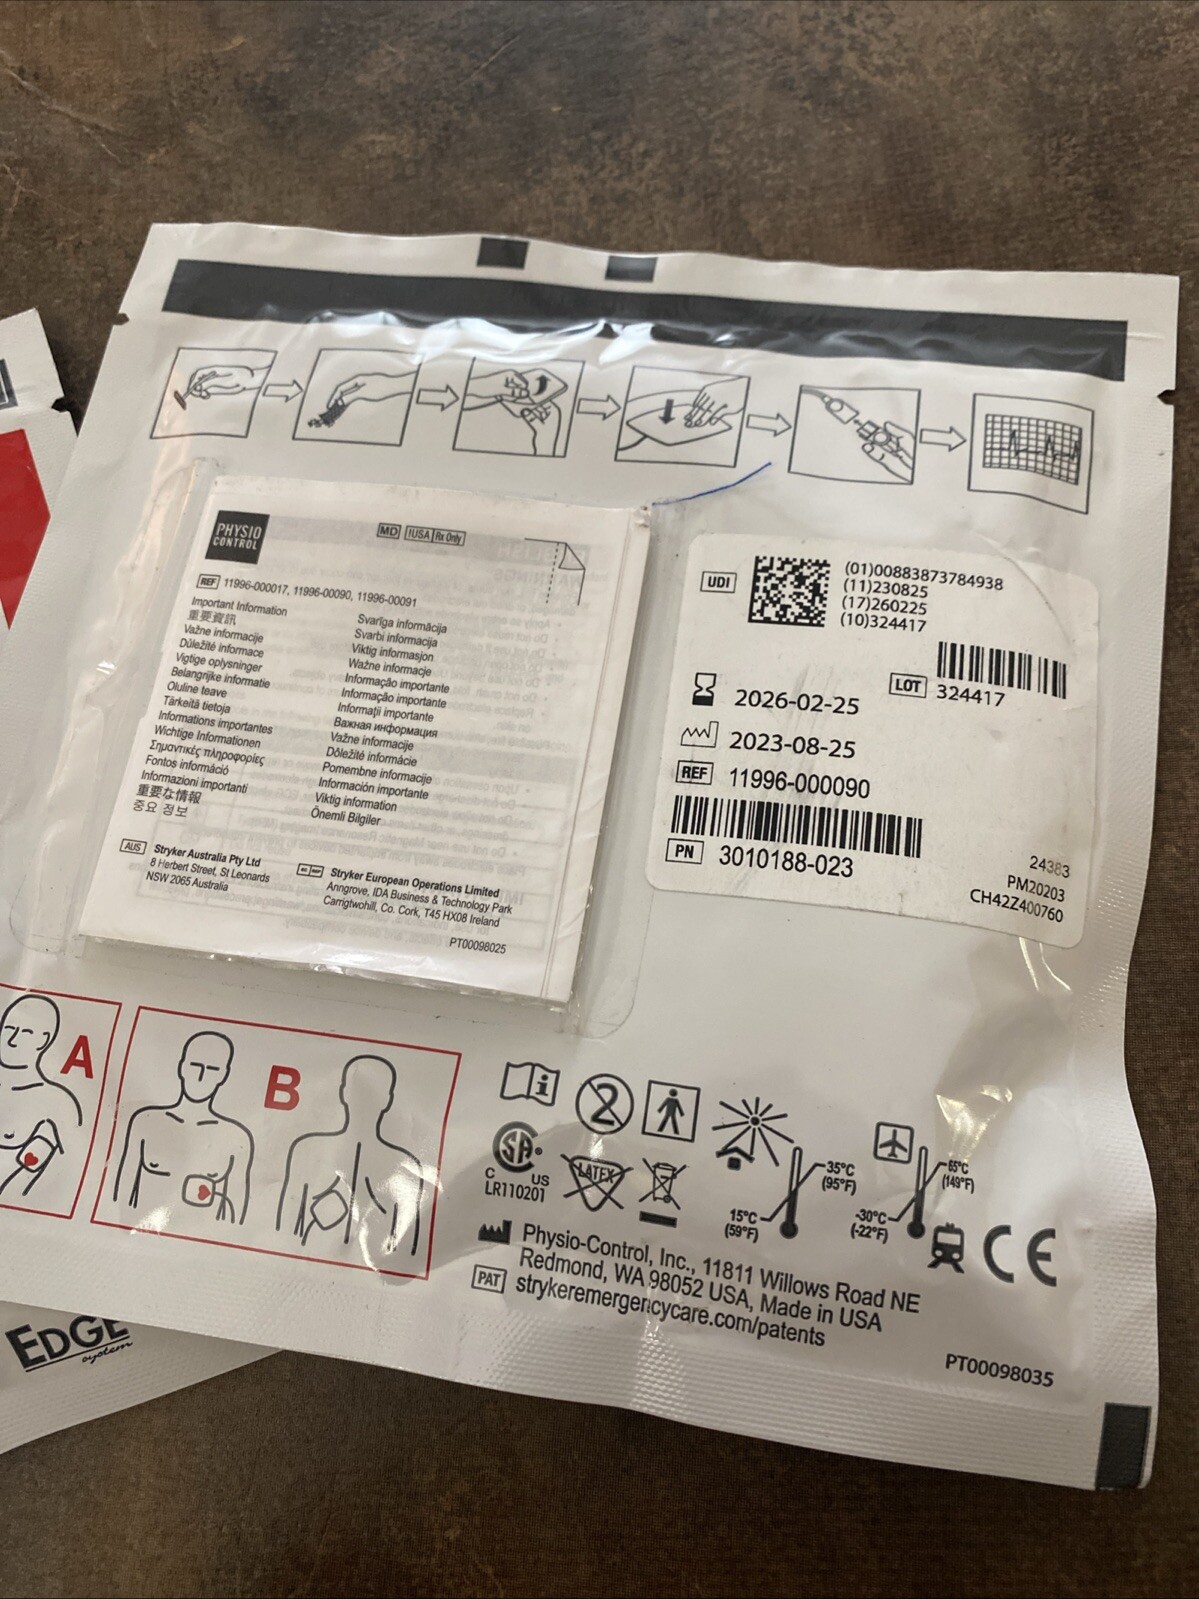 PHYSIO
CONTROL
MD !USA Rx Only
REF 11996-000017, 11996-00090, 11996-00091
Important Information
重要資訊
Važne informacije
Důležité informace
Vigtige oplysninger
Belangrijke informatie
Oluline teave
Tärkeitä tietoja
Informations importantes
Wichtige Informationen
Σημαντικές πληροφορίες
Fontos információ
Informazioni importanti
重要な情報
중요 정보
Svarīga informācija
Svarbi informacija
Viktig informasjon
Ważne informacje
Informação importante
Informação importante
Informații importante
Важная информация
Važne informacije
Dôležité informácie
Pomembne informacije
Información importante
Viktig information
Önemli Bilgiler
AUS Stryker Australia Pty Ltd
8 Herbert Street, St Leonards
NSW 2065 Australia
Stryker European Operations Limited
Anngrove, IDA Business & Technology Park
Carrigtwohill, Co. Cork, T45 HX08 Ireland
PT00098025
UDI
(01)00883873784938
(11)230825
(17)260225
(10)324417
LOT 324417
2026-02-25
2023-08-25
REF 11996-000090
PN 3010188-023
24383
PM20203
CH42Z400760
A
B
2
SA
C US
LR110201
LATEX
35°C
(95°F)
15°C
(59°F)
65°C
(149°F)
-30°C
(-22°F)
CE
Physio-Control, Inc., 11811 Willows Road NE
Redmond, WA 98052 USA, Made in USA
PAT strykeremergencycare.com/patents
PT00098035
EDGE
system